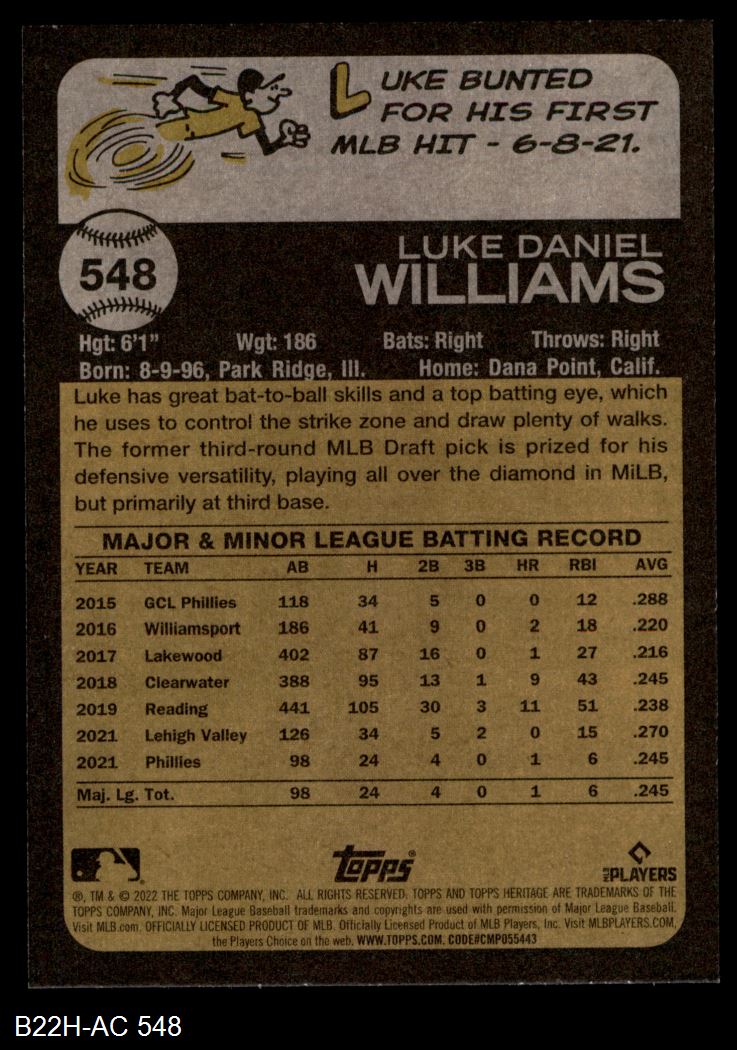 LUKE BUNTED
FOR HIS FIRST
MLB HIT - 6-8-21.
548
LUKE DANIEL
WILLIAMS
Hgt: 6'1" Wgt: 186 Bats: Right Throws: Right
Born: 8-9-96, Park Ridge, Ill. Home: Dana Point, Calif.
Luke has great bat-to-ball skills and a top batting eye, which
he uses to control the strike zone and draw plenty of walks.
The former third-round MLB Draft pick is prized for his
defensive versatility, playing all over the diamond in MiLB,
but primarily at third base.
MAJOR & MINOR LEAGUE BATTING RECORD
YEAR TEAM AB H 2B 3B HR RBI AVG
2015 GCL Phillies 118 34 5 0 0 12 .288
2016 Williamsport 186 41 9 0 2 18 .220
2017 Lakewood 402 87 16 0 1 27 .216
2018 Clearwater 388 95 13 1 9 43 .245
2019 Reading 441 105 30 3 11 51 .238
2021 Lehigh Valley 126 34 5 2 0 15 .270
2021 Phillies 98 24 4 0 1 6 .245
Maj. Lg. Tot. 98 24 4 0 1 6 .245
Topps®
PLAYERS
®, TM & © 2022 THE TOPPS COMPANY, INC. ALL RIGHTS RESERVED. TOPPS AND TOPPS HERITAGE ARE TRADEMARKS OF THE
TOPPS COMPANY, INC. Major League Baseball trademarks and copyrights are used with permission of Major League Baseball.
Visit MLB.com. OFFICIALLY LICENSED PRODUCT OF MLB. Officially Licensed Product of MLB Players, Inc. Visit MLBPLAYERS.COM,
the Players Choice on the web. WWW.TOPPS.COM. CODE#CMP055443
B22H-AC 548